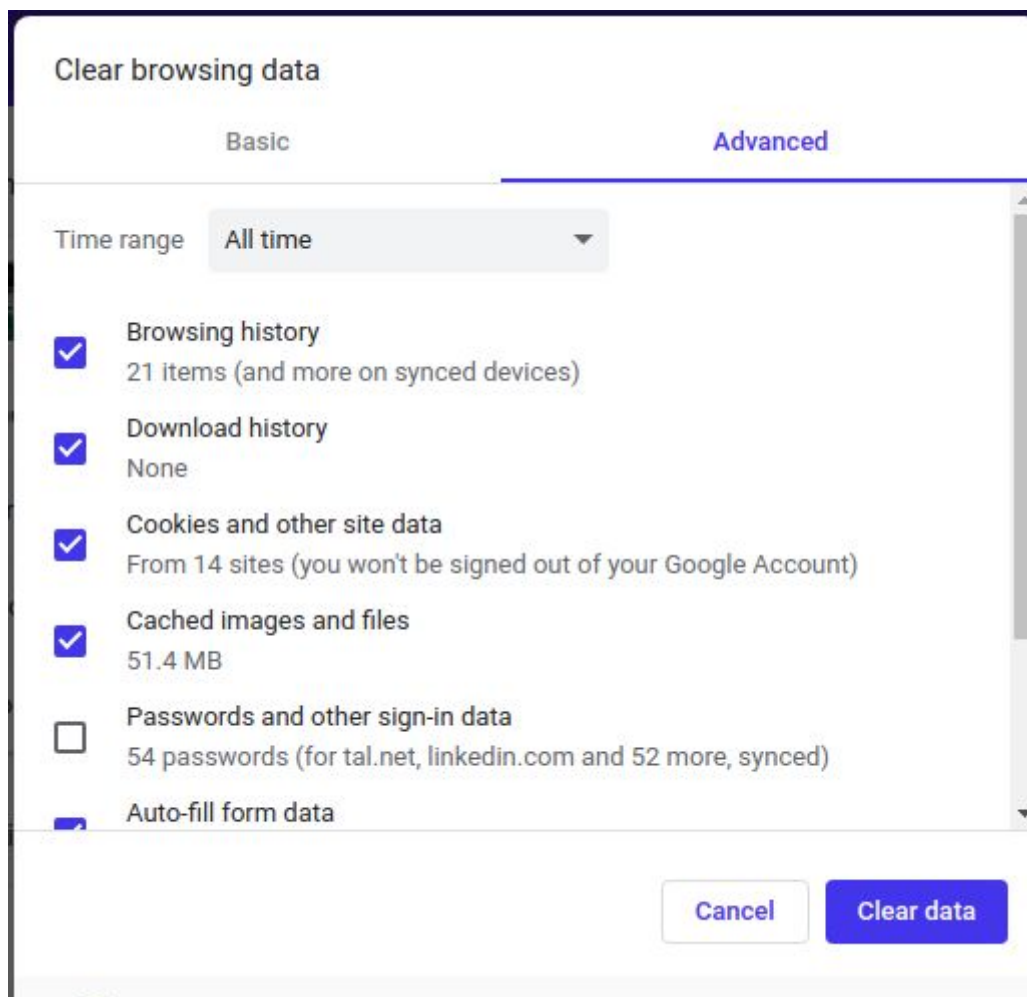 Clear browsing data
Basic
Advanced
Time range
All time
Browsing history
21 items (and more on synced devices)
Download history
None
Cookies and other site data
From 14 sites (you won't be signed out of your Google Account)
Cached images and files
51.4 MB
Passwords and other sign-in data
54 passwords (for tal.net, linkedin.com and 52 more, synced)
Auto-fill form data
Cancel
Clear data